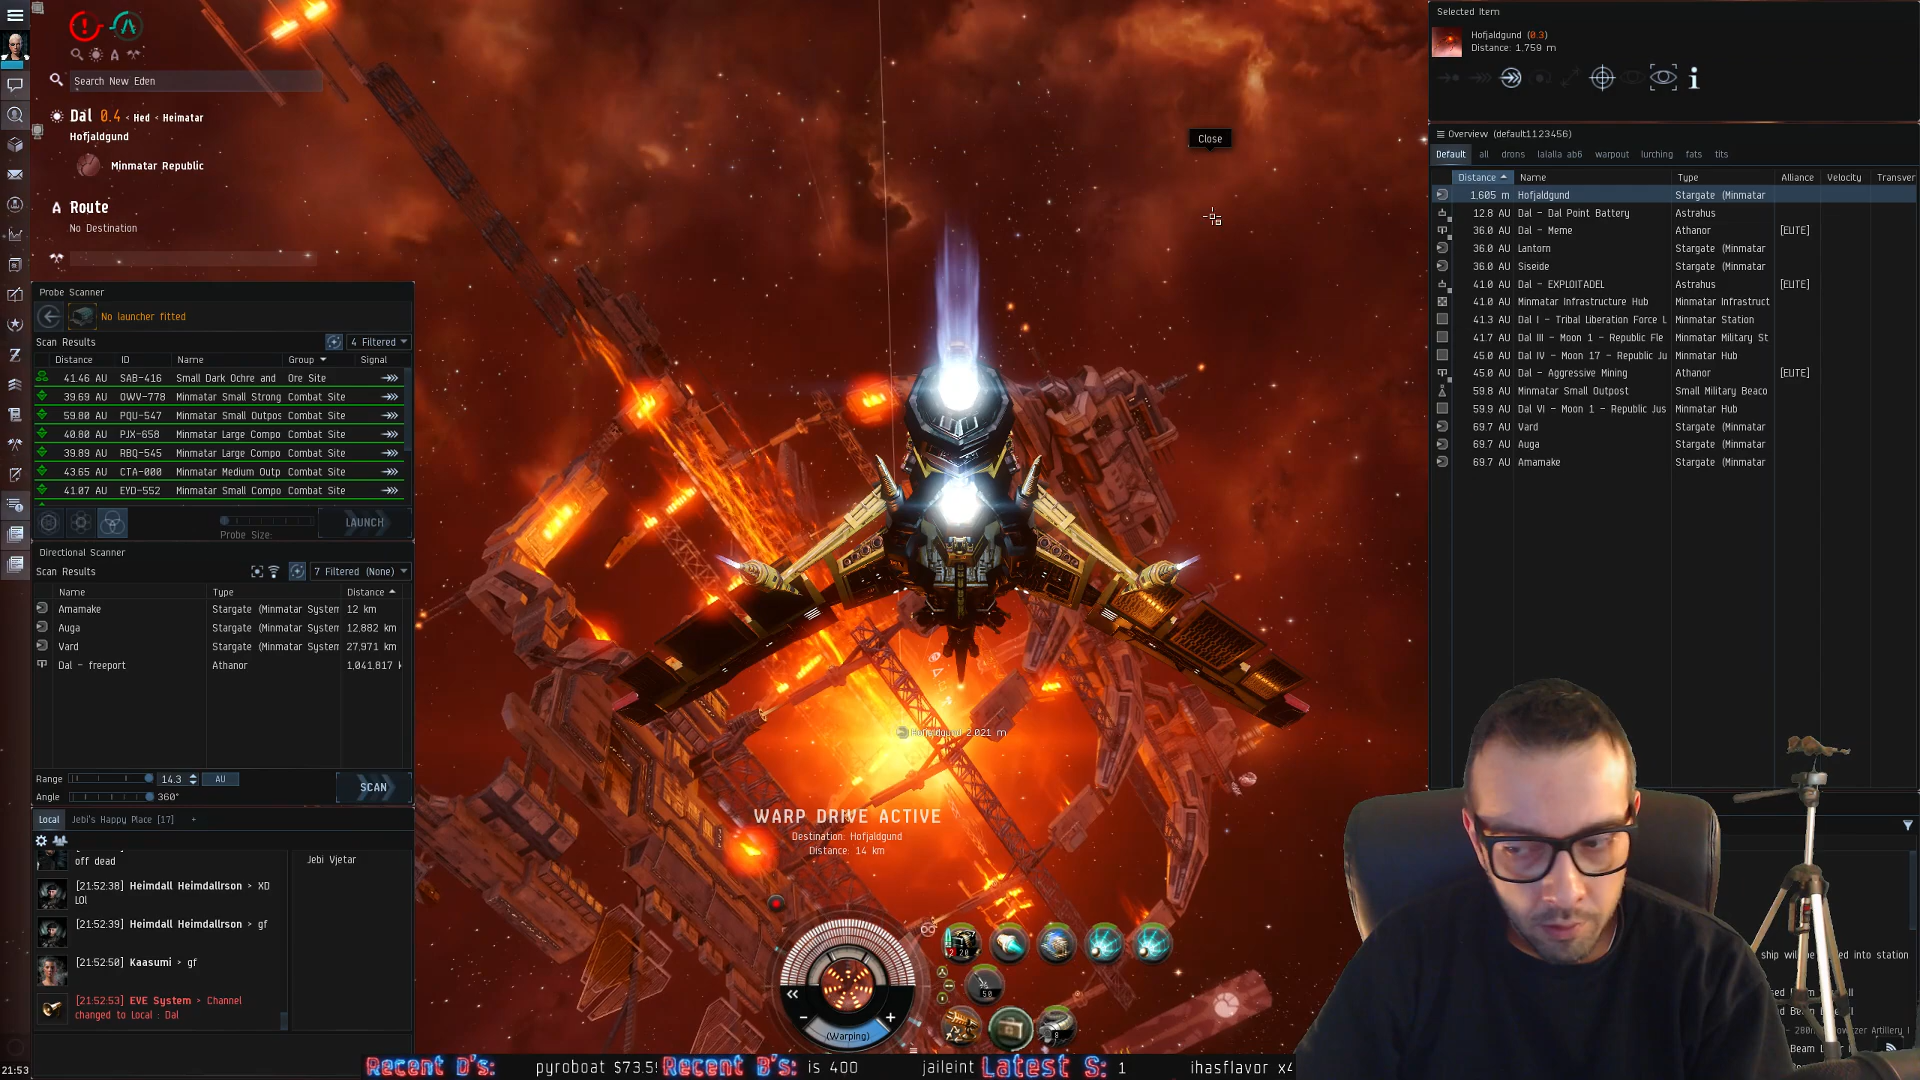 Search New Eden
Dal 0.4 < Hed < Heimatar
Hofjaldgund
Minmatar Republic
Route
No Destination
Close
Probe Scanner
No launcher fitted
Scan Results
4 Filtered
Distance ID Name Group Signal
41.46 AU SAB-416 Small Dark Ochre and Ore Site
39.69 AU OWV-778 Minmatar Small Strong Combat Site
59.80 AU PQU-547 Minmatar Small Outpos Combat Site
40.80 AU PJX-658 Minmatar Large Compo Combat Site
39.89 AU RBQ-545 Minmatar Large Compo Combat Site
43.65 AU CTA-000 Minmatar Medium Outp Combat Site
41.07 AU EYD-552 Minmatar Small Compo Combat Site
Probe Size:
LAUNCH
Directional Scanner
Scan Results
7 Filtered (None)
Name Type Distance
Amamake Stargate (Minmatar System 12 km
Auga Stargate (Minmatar System 12,882 km
Vard Stargate (Minmatar System 27,971 km
Dal - freeport Athanor 1,041,817 k
Range 14.3 AU
Angle 360°
SCAN
Local Jebi's Happy Place [17] +
off dead
[21:52:38] Heimdall Heimdallrson > XD
LOl
[21:52:39] Heimdall Heimdallrson > gf
[21:52:50] Kaasumi > gf
[21:52:53] EVE System > Channel
changed to Local : Dal
Jebi Vjetar
21:53
Hofjaldgund 2.021 m
WARP DRIVE ACTIVE
Destination: Hofjaldgund
Distance: 14 km
(Warping)
2 20
50
8
Selected Item
Hofjaldgund (0.3)
Distance: 1,759 m
Overview (default1123456)
Default all drons lalalla ab6 warpout lurching fats tits
Distance Name Type Alliance Velocity Transver
1.605 m Hofjaldgund Stargate (Minmatar
12.8 AU Dal - Dal Point Battery Astrahus
36.0 AU Dal - Meme Athanor [ELITE]
36.0 AU Lantorn Stargate (Minmatar
36.0 AU Siseide Stargate (Minmatar
41.0 AU Dal - EXPLOITADEL Astrahus [ELITE]
41.0 AU Minmatar Infrastructure Hub Minmatar Infrastruct
41.3 AU Dal I - Tribal Liberation Force L Minmatar Station
41.7 AU Dal III - Moon 1 - Republic Fle Minmatar Military St
45.0 AU Dal IV - Moon 17 - Republic Ju Minmatar Hub
45.0 AU Dal - Aggressive Mining Athanor [ELITE]
59.8 AU Minmatar Small Outpost Small Military Beaco
59.9 AU Dal VI - Moon 1 - Republic Jus Minmatar Hub
69.7 AU Vard Stargate (Minmatar
69.7 AU Auga Stargate (Minmatar
69.7 AU Amamake Stargate (Minmatar
ship will be into station
Recent D's: pyroboat $73.5 Recent B's: is 400 jaileint Latest S: 1 ihasflavor x4